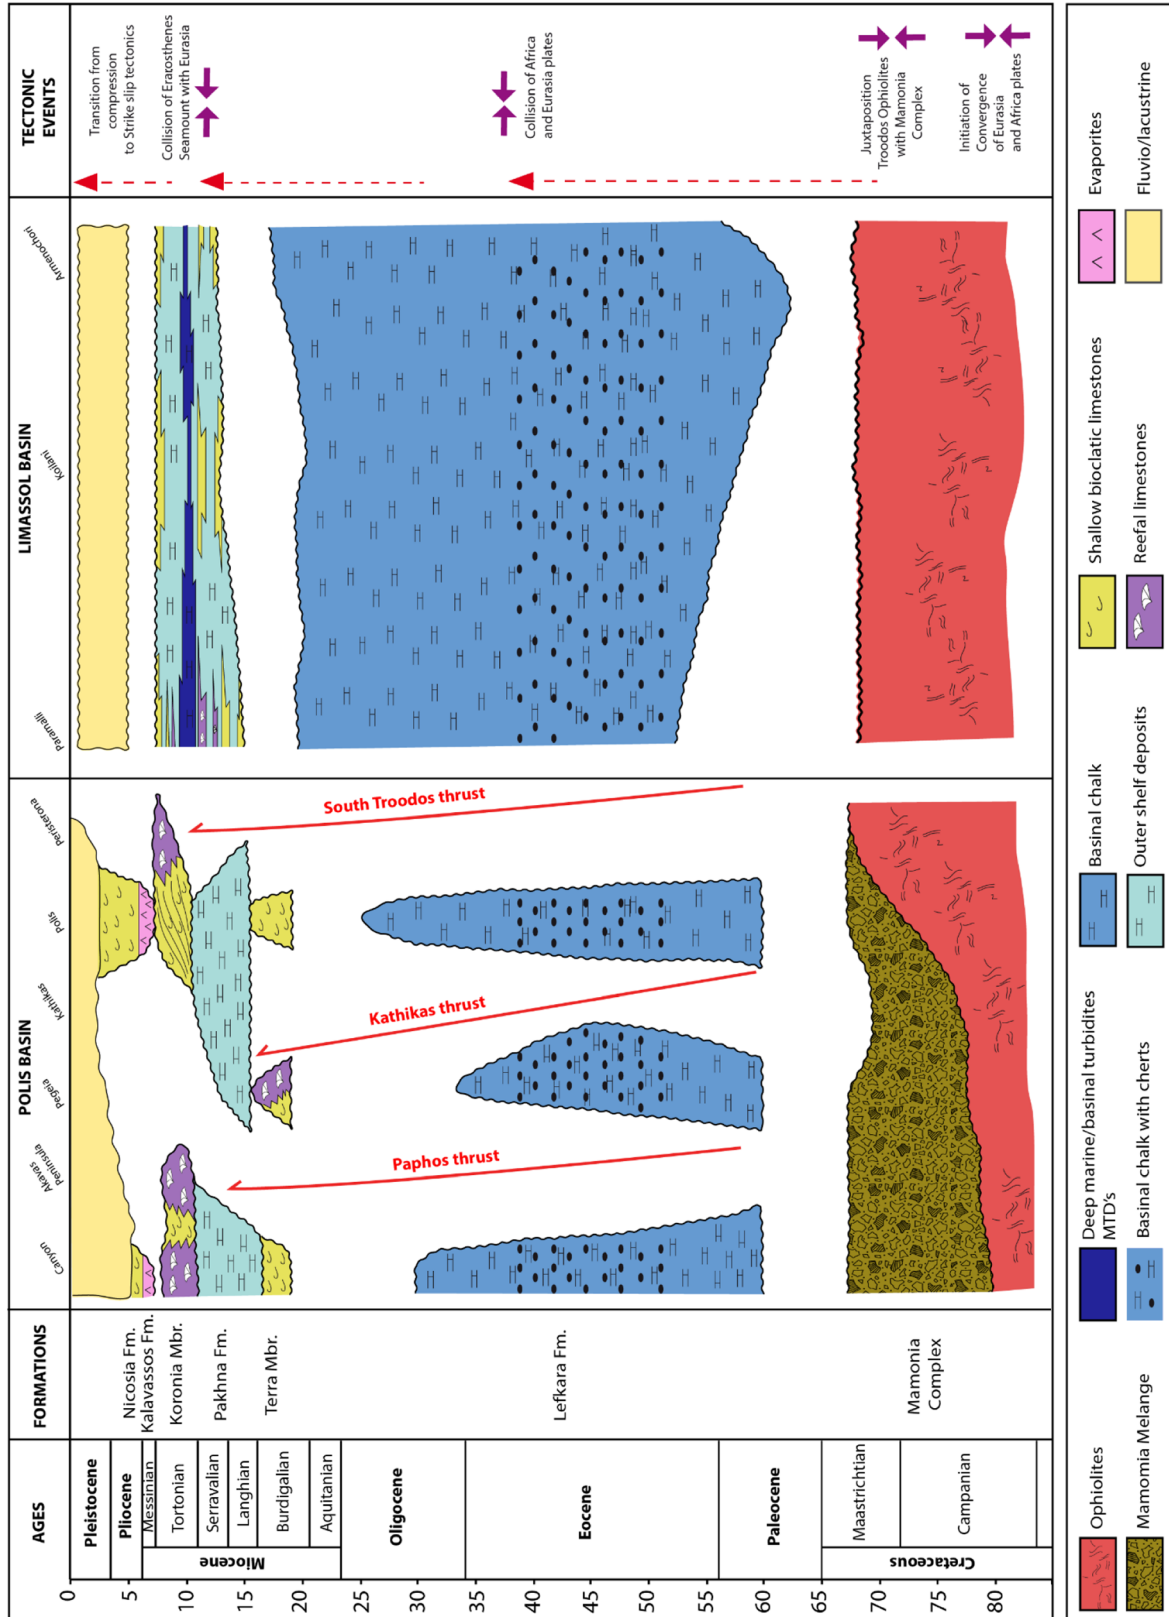 AGES
FORMATIONS
POLIS BASIN
LIMASSOL BASIN
TECTONIC
EVENTS
Canyon
Akavas
Peninsula
Pegeia
Kathikas
Polis
Peristerona
Paramalli
Koilani
Armenochori
0
5
10
15
20
25
30
35
40
45
50
55
60
65
70
75
80
Pleistocene
Pliocene
Miocene
Messinian
Tortonian
Serravalian
Langhian
Burdigalian
Aquitanian
Oligocene
Eocene
Paleocene
Cretaceous
Maastrichtian
Campanian
Nicosia Fm.
Kalavassos Fm.
Koronia Mbr.
Pakhna Fm.
Terra Mbr.
Lefkara Fm.
Mamonia
Complex
Paphos thrust
Kathikas thrust
South Troodos thrust
Transition from
compression
to Strike slip tectonics
Collision of Eratosthenes
Seamount with Eurasia
Collision of Africa
and Eurasia plates
Juxtaposition
Troodos Ophiolites
with Mamonia
Complex
Initiation of
Convergence
of Eurasia
and Africa plates
Ophiolites
Mamomia Melange
Deep marine/basinal turbidites
MTD's
Basinal chalk with cherts
Basinal chalk
Outer shelf deposits
Shallow bioclatic limestones
Reefal limestones
Evaporites
Fluvio/lacustrine